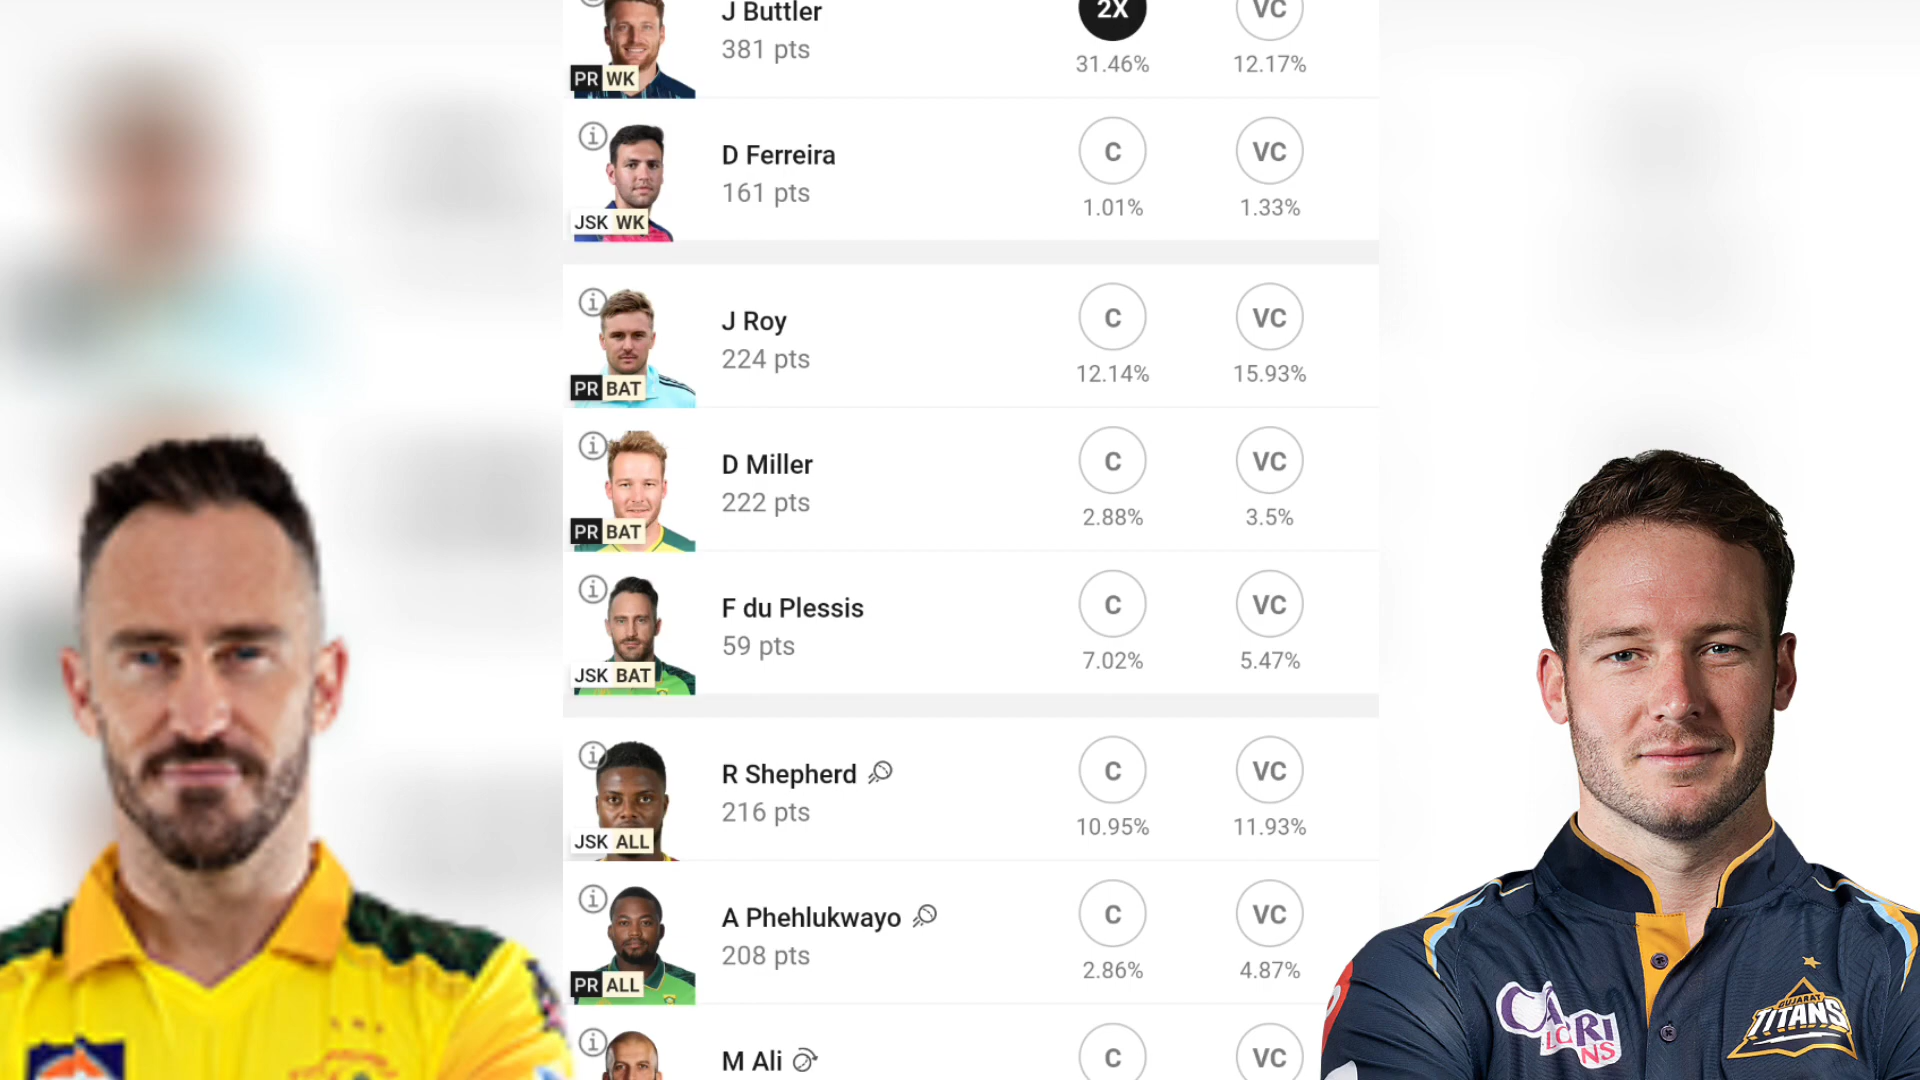 J Buttler
2X
VC
381 pts
31.46%
12.17%
PR WK
D Ferreira
C
VC
161 pts
1.01%
1.33%
JSK WK
J Roy
C
VC
224 pts
12.14%
15.93%
PR BAT
D Miller
C
VC
222 pts
2.88%
3.5%
PR BAT
F du Plessis
C
VC
59 pts
7.02%
5.47%
JSK BAT
R Shepherd
C
VC
216 pts
10.95%
11.93%
JSK ALL
A Phehlukwayo
C
VC
208 pts
2.86%
4.87%
PR ALL
M Ali
C
VC
GUJARAT
TITANS